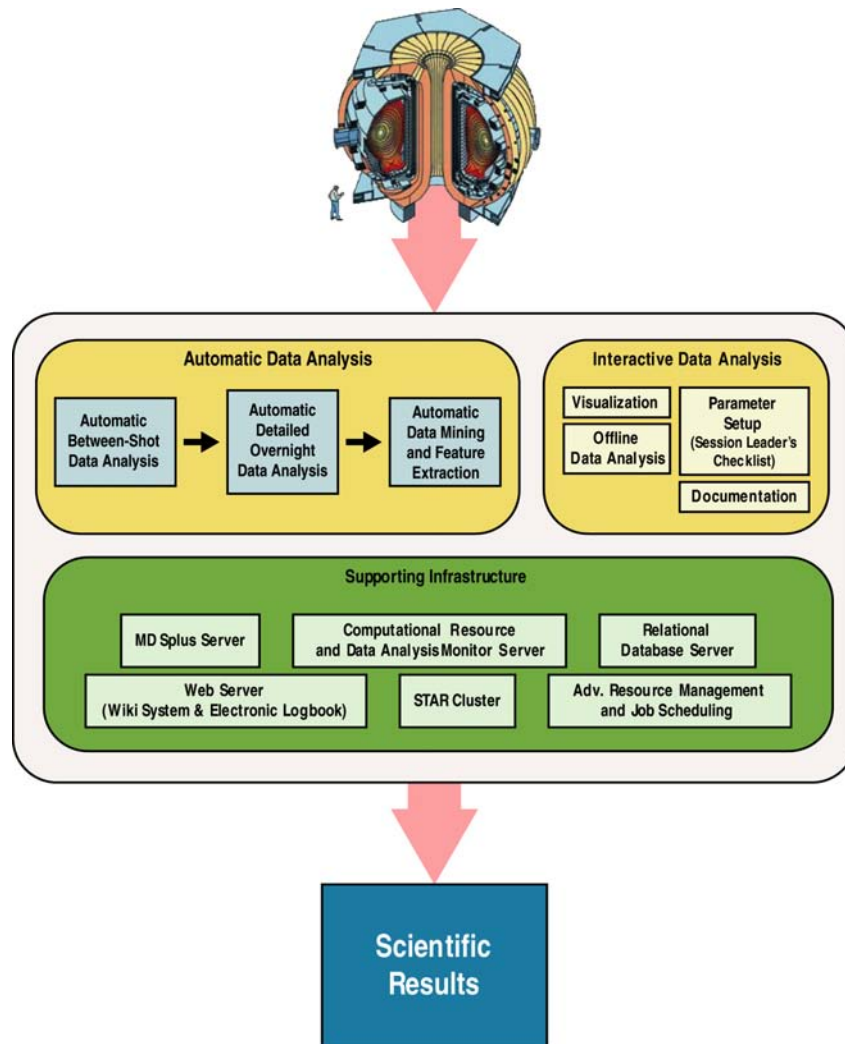 Automatic Data Analysis
Automatic
Between-Shot
Data Analysis
Automatic
Detailed
Overnight
Data Analysis
Automatic
Data Mining
and Feature
Extraction
Interactive Data Analysis
Visualization
Offline
Data Analysis
Parameter
Setup
(Session Leader's
Checklist)
Documentation
Supporting Infrastructure
MDSplus Server
Computational Resource
and Data Analysis Monitor Server
Relational
Database Server
Web Server
(Wiki System & Electronic Logbook)
STAR Cluster
Adv. Resource Management
and Job Scheduling
Scientific
Results